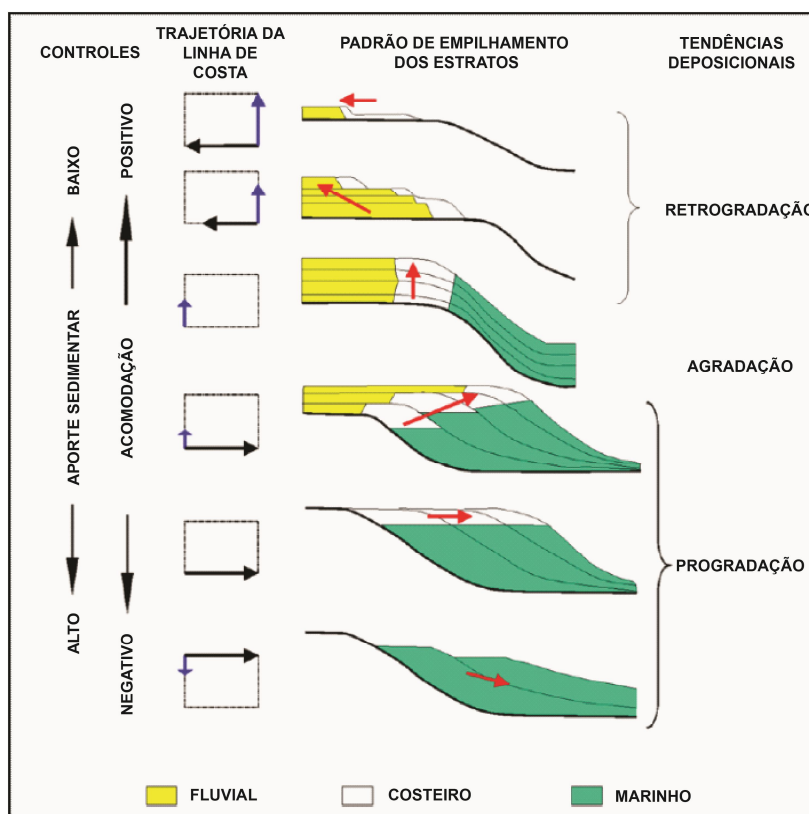 CONTROLES
TRAJETÓRIA DA
LINHA DE
COSTA
PADRÃO DE EMPILHAMENTO
DOS ESTRATOS
TENDÊNCIAS
DEPOSICIONAIS
BAIXO
APORTE SEDIMENTAR
ALTO
POSITIVO
ACOMODAÇÃO
NEGATIVO
RETROGRADAÇÃO
AGRADAÇÃO
PROGRADAÇÃO
FLUVIAL
COSTEIRO
MARINHO